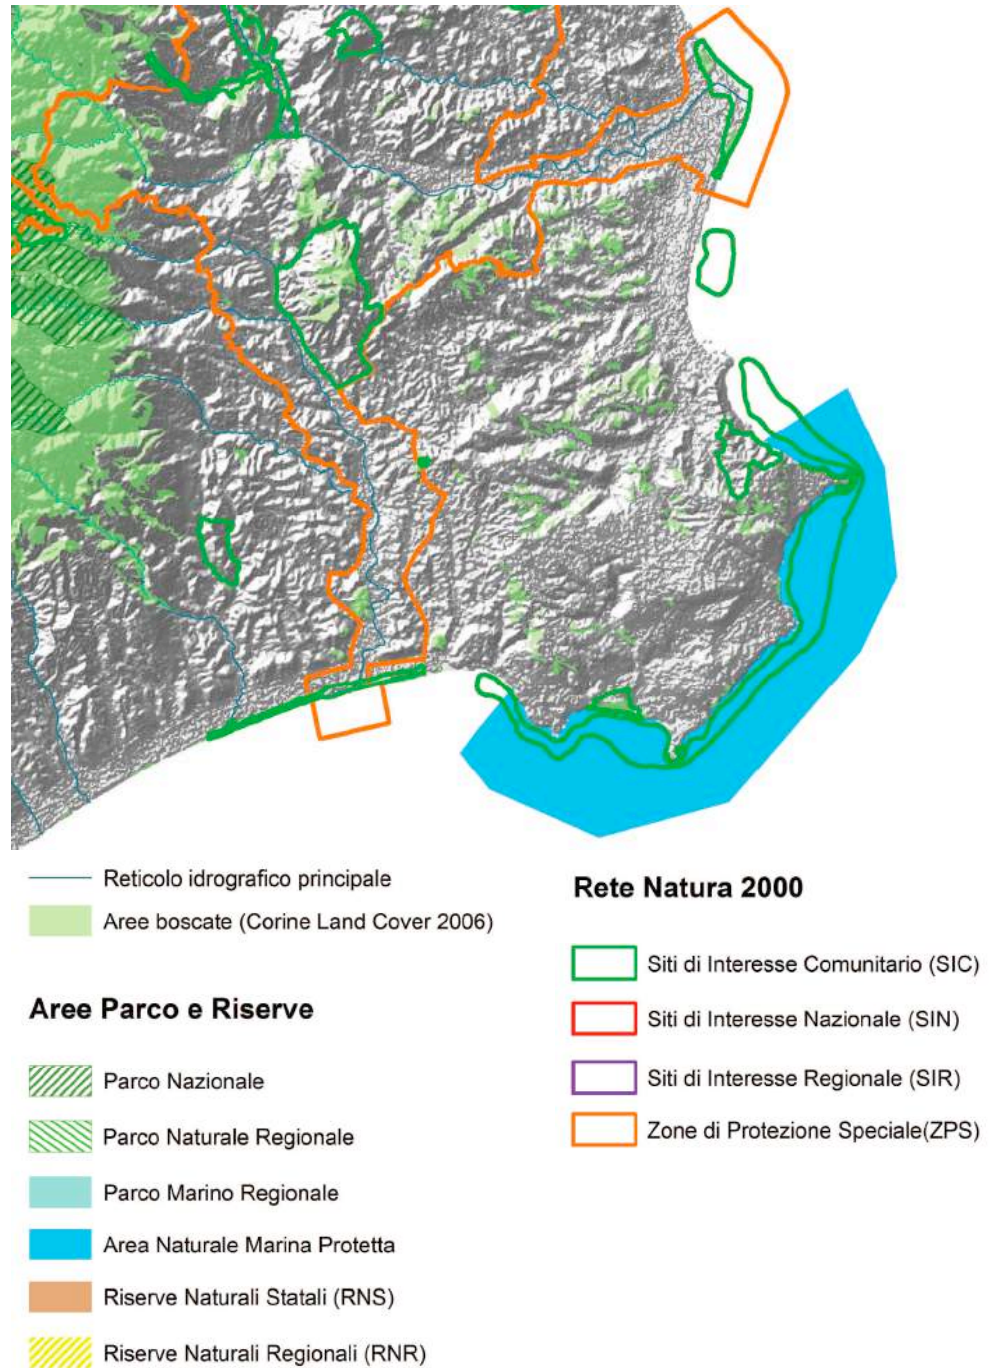 Reticolo idrografico principale
Aree boscate (Corine Land Cover 2006)
Aree Parco e Riserve
Parco Nazionale
Parco Naturale Regionale
Parco Marino Regionale
Area Naturale Marina Protetta
Riserve Naturali Statali (RNS)
Riserve Naturali Regionali (RNR)
Rete Natura 2000
Siti di Interesse Comunitario (SIC)
Siti di Interesse Nazionale (SIN)
Siti di Interesse Regionale (SIR)
Zone di Protezione Speciale(ZPS)